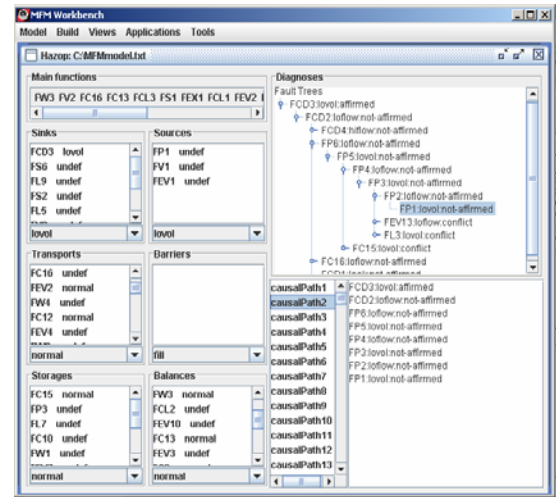 MFM Workbench
Model Build Views Applications Tools
Hazop: C:\MFMmodel.txt
Main functions
FW3 FV2 FC16 FC13 FCL3 FS1 FEX1 FCL1 FEV2
Sinks
FCD3 lovol
FS6 undef
FL9 undef
FS2 undef
FL5 undef
lovol
Sources
FP1 undef
FV1 undef
FEV1 undef
lovol
Transports
FC16 undef
FEV2 normal
FW4 undef
FC12 normal
FEV4 undef
normal
Barriers
fill
Storages
FC15 normal
FP3 undef
FL7 undef
FC10 undef
FW1 undef
normal
Balances
FW3 normal
FCL2 undef
FEV10 undef
FC13 normal
FEV3 undef
normal
Diagnoses
Fault Trees
FCD3:lovol:affirmed
FCD2:loflow:not-affirmed
FCD4:hiflow:not-affirmed
FP6:loflow:not-affirmed
FP5:lovol:not-affirmed
FP4:loflow:not-affirmed
FP3:lovol:not-affirmed
FP2:loflow:not-affirmed
FP1:lovol:not-affirmed
FEV13:loflow:conflict
FL3:lovol:conflict
FC15:lovol:conflict
FC16:loflow:not-affirmed
causalPath1
causalPath2
causalPath3
causalPath4
causalPath5
causalPath6
causalPath7
causalPath8
causalPath9
causalPath10
causalPath11
causalPath12
causalPath13
FCD3:lovol:affirmed
FCD2:loflow:not-affirmed
FP6:loflow:not-affirmed
FP5:lovol:not-affirmed
FP4:loflow:not-affirmed
FP3:lovol:not-affirmed
FP2:loflow:not-affirmed
FP1:lovol:not-affirmed